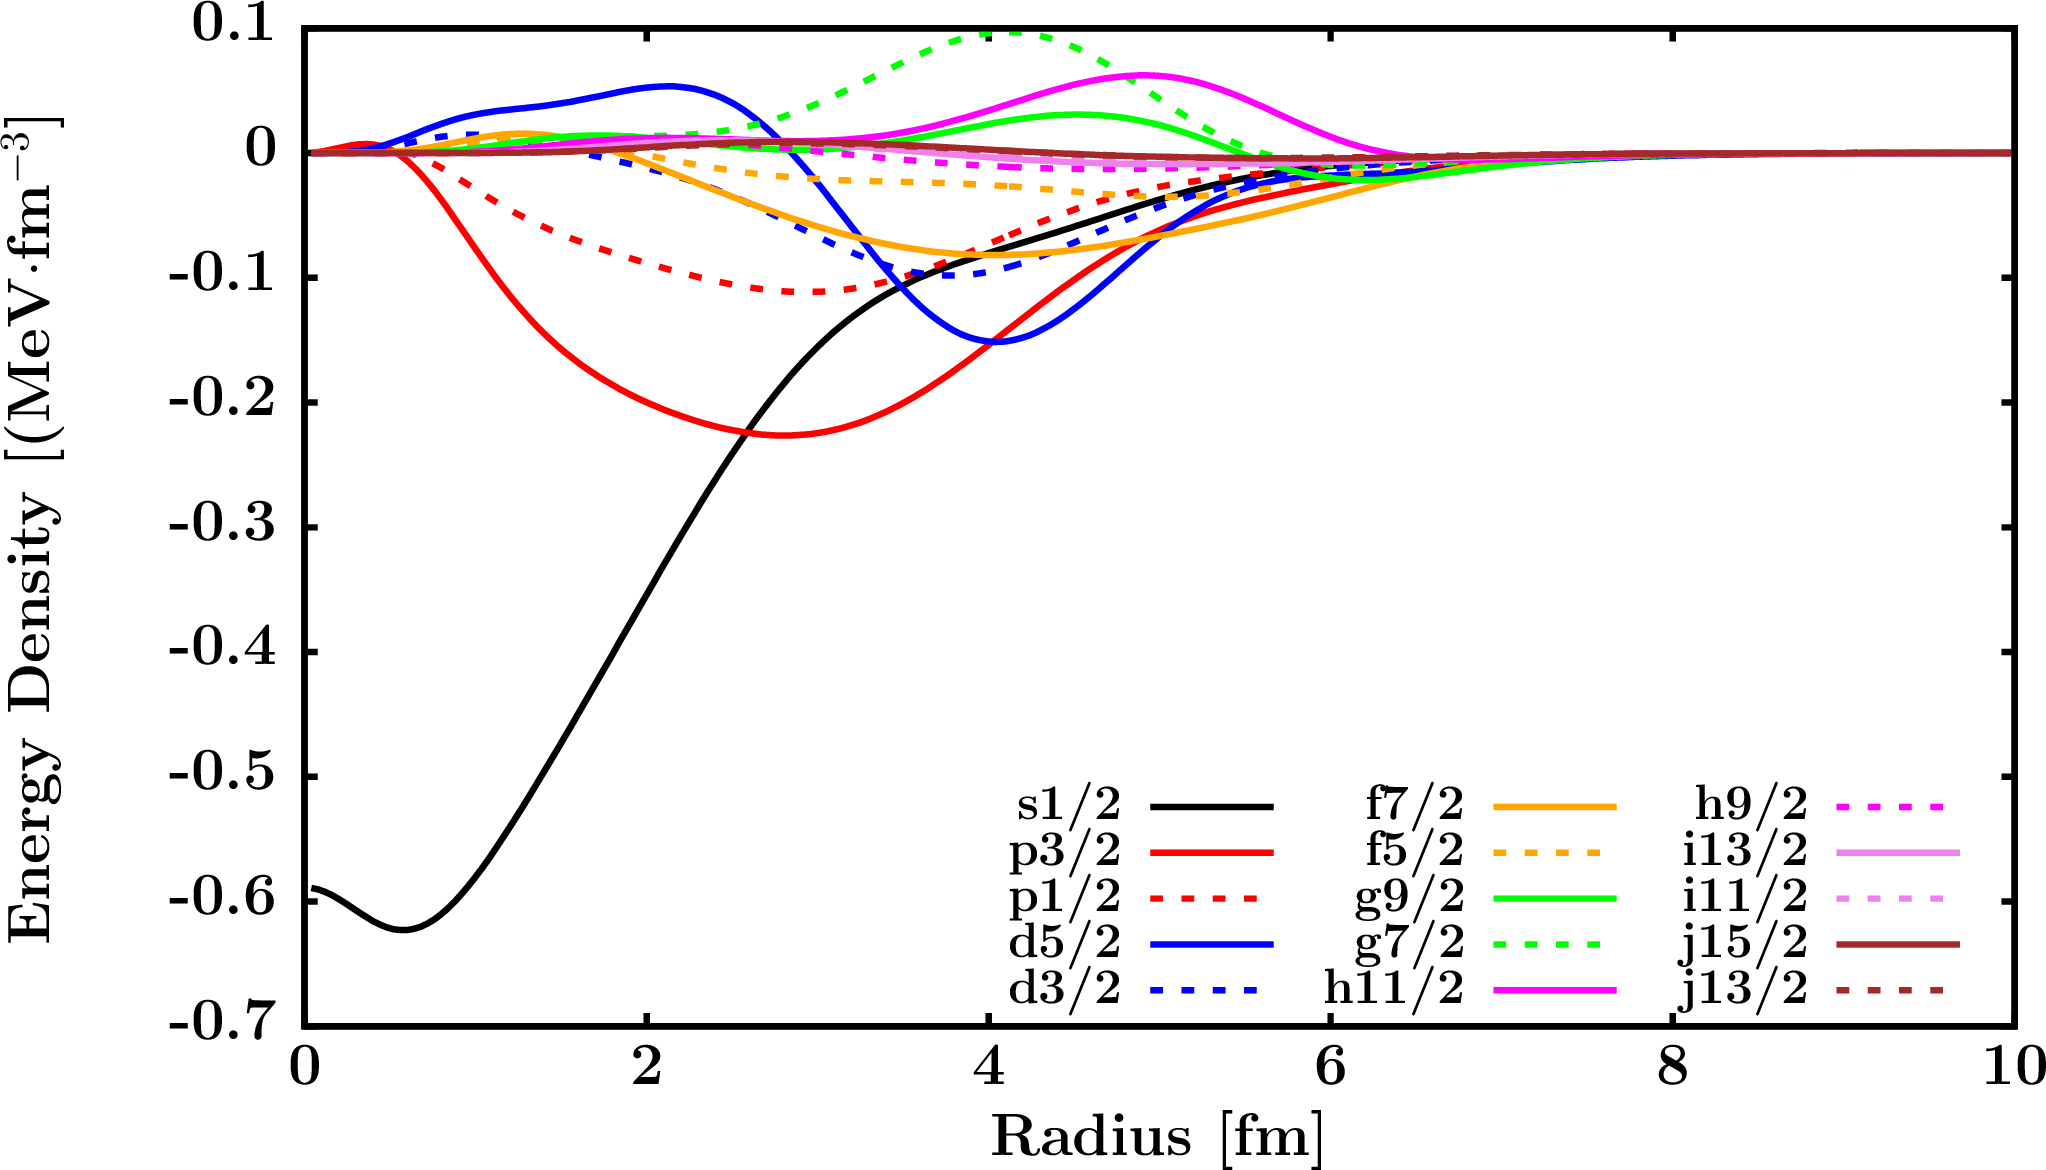 Energy Density [(MeV·fm⁻³]
0.1
0
-0.1
-0.2
-0.3
-0.4
-0.5
-0.6
-0.7
s1/2 f7/2 h9/2
p3/2 f5/2 i13/2
p1/2 g9/2 i11/2
d5/2 g7/2 j15/2
d3/2 h11/2 j13/2
0 2 4 6 8 10
Radius [fm]